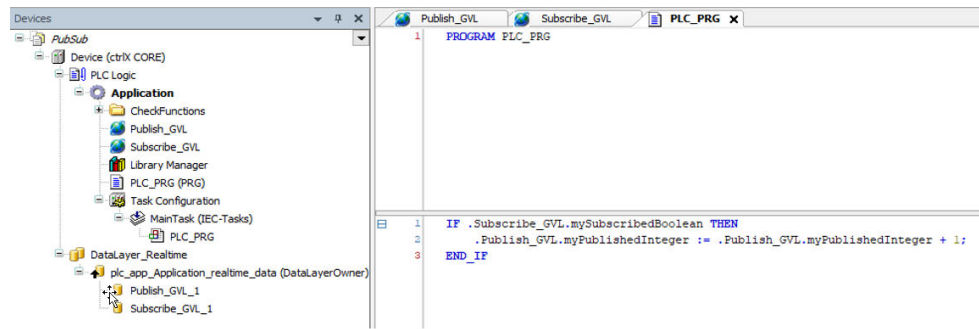 Devices
PubSub
Device (ctrlX CORE)
PLC Logic
Application
CheckFunctions
Publish_GVL
Subscribe_GVL
Library Manager
PLC_PRG (PRG)
Task Configuration
MainTask (IEC-Tasks)
PLC_PRG
DataLayer_Realtime
plc_app_Application_realtime_data (DataLayerOwner)
Publish_GVL_1
Subscribe_GVL_1
Publish_GVL Subscribe_GVL PLC_PRG
1 PROGRAM PLC_PRG
1 IF .Subscribe_GVL.mySubscribedBoolean THEN
2 .Publish_GVL.myPublishedInteger := .Publish_GVL.myPublishedInteger + 1;
3 END_IF